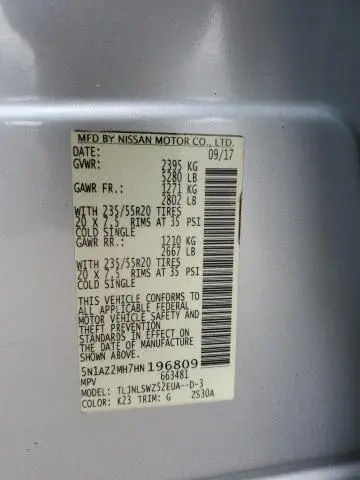 MFD BY NISSAN MOTOR CO., LTD.
DATE: 09/17
GVWR: 2395 KG
5280 LB
GAWR FR.: 1271 KG
2802 LB
WITH 235/55R20 TIRES
20 X 7.5 RIMS AT 35 PSI
COLD SINGLE
GAWR RR.: 1210 KG
2667 LB
WITH 235/55R20 TIRES
20 X 7.5 RIMS AT 35 PSI
COLD SINGLE
THIS VEHICLE CONFORMS TO
ALL APPLICABLE FEDERAL
MOTOR VEHICLE SAFETY AND
THEFT PREVENTION
STANDARDS IN EFFECT ON
THE DATE OF MANUFACTURE
SHOWN ABOVE.
5N1AZ2MH7HN196809
MPV 663481
MODEL: TLJNLSWZ52EUA--D-3
COLOR: K23 TRIM: G ZS30A